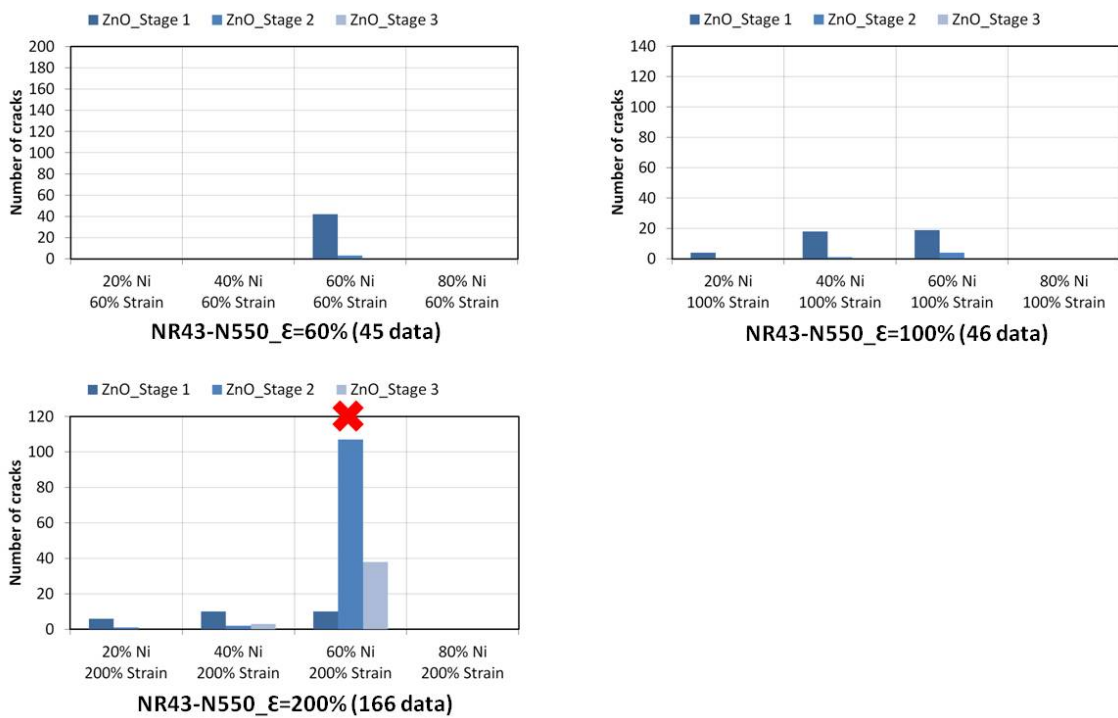 ZnO_Stage 1 ZnO_Stage 2 ZnO_Stage 3
Number of cracks
200
180
160
140
120
100
80
60
40
20
0
20% Ni 40% Ni 60% Ni 80% Ni
60% Strain 60% Strain 60% Strain 60% Strain
NR43-N550_Ɛ=60% (45 data)
ZnO_Stage 1 ZnO_Stage 2 ZnO_Stage 3
Number of cracks
140
120
100
80
60
40
20
0
20% Ni 40% Ni 60% Ni 80% Ni
100% Strain 100% Strain 100% Strain 100% Strain
NR43-N550_Ɛ=100% (46 data)
ZnO_Stage 1 ZnO_Stage 2 ZnO_Stage 3
Number of cracks
120
100
80
60
40
20
0
20% Ni 40% Ni 60% Ni 80% Ni
200% Strain 200% Strain 200% Strain 200% Strain
NR43-N550_Ɛ=200% (166 data)